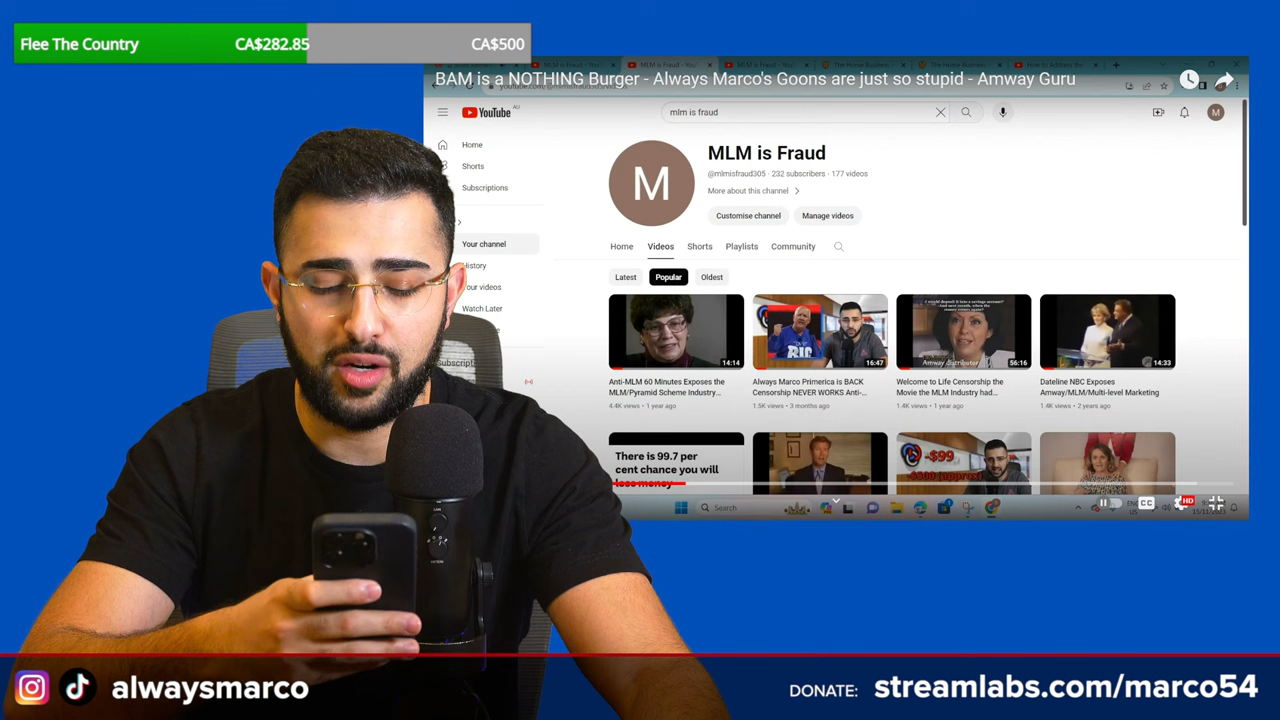 Flee The Country CA$282.85 CA$500
BAM is a NOTHING Burger - Always Marco's Goons are just so stupid - Amway Guru
YouTube AU
mlm is fraud
Home
Shorts
Subscriptions
Your channel
History
Your videos
Watch Later
MLM is Fraud
@mlmisfraud305 · 232 subscribers · 177 videos
More about this channel
Customise channel
Manage videos
Home
Videos
Shorts
Playlists
Community
Latest
Popular
Oldest
14:14
Anti-MLM 60 Minutes Exposes the
MLM/Pyramid Scheme Industry...
4.4K views · 1 year ago
16:47
Always Marco Primerica is BACK
Censorship NEVER WORKS Anti-...
1.5K views · 3 months ago
Amway distributor
56:16
Welcome to Life Censorship the
Movie the MLM Industry had...
1.4K views · 1 year ago
14:33
Dateline NBC Exposes
Amway/MLM/Multi-level Marketing
1.4K views · 2 years ago
There is 99.7 per
cent chance you will
lose money
-$99
Search
HD
alwaysmarco
DONATE: streamlabs.com/marco54